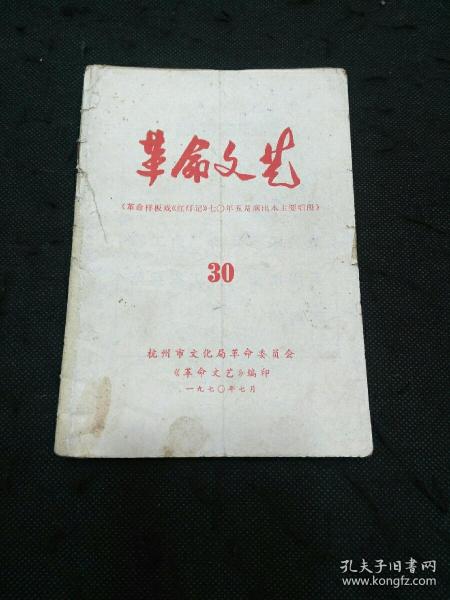 革命文艺
《革命样板戏《红灯记》七〇年五月演出本主要唱段》
30
杭州市文化局革命委员会
《革命文艺》编印
一九七〇年七月
孔夫子旧书网
www.kongfz.com